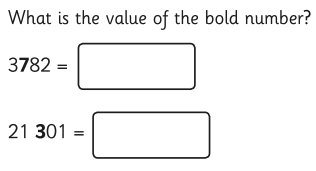 What is the value of the bold number?
3782 =
21 301 =